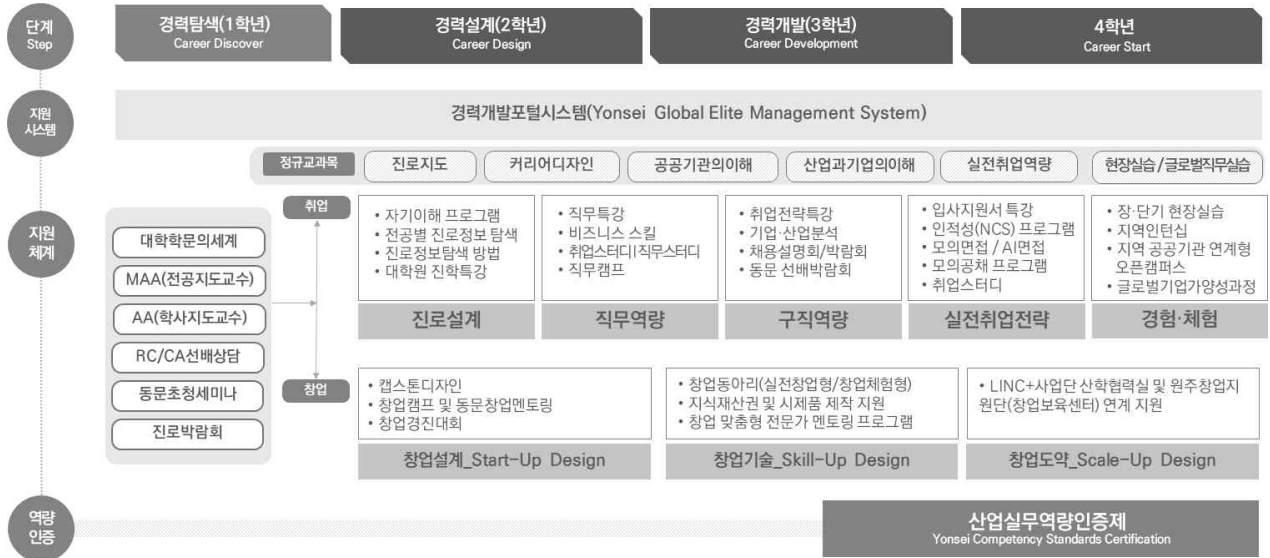 단계
Step
경력탐색(1학년)
Career Discover
경력설계(2학년)
Career Design
경력개발(3학년)
Career Development
4학년
Career Start
지원
시스템
경력개발포털시스템(Yonsei Global Elite Management System)
정규교과목
진로지도
커리어디자인
공공기관의이해
산업과기업의이해
실전취업역량
현장실습/글로벌직무실습
지원
체계
대학학문의세계
MAA(전공지도교수)
AA(학사지도교수)
RC/CA선배상담
동문초청세미나
진로박람회
취업
• 자기이해 프로그램
• 전공별 진로정보 탐색
• 진로정보탐색 방법
• 대학원 진학특강
진로설계
• 직무특강
• 비즈니스 스킬
• 취업스터디|직무스터디
• 직무캠프
직무역량
• 취업전략특강
• 기업·산업분석
• 채용설명회/박람회
• 동문 선배박람회
구직역량
• 입사지원서 특강
• 인적성(NCS) 프로그램
• 모의면접 / AI면접
• 모의공채 프로그램
• 취업스터디
실전취업전략
• 장·단기 현장실습
• 지역인턴십
• 지역 공공기관 연계형
오픈캠퍼스
• 글로벌기업가양성과정
경험·체험
창업
• 캡스톤디자인
• 창업캠프 및 동문창업멘토링
• 창업경진대회
창업설계_Start-Up Design
• 창업동아리(실전창업형/창업체험형)
• 지식재산권 및 시제품 제작 지원
• 창업 맞춤형 전문가 멘토링 프로그램
창업기술_Skill-Up Design
• LINC+사업단 산학협력실 및 원주창업지
원단(창업보육센터) 연계 지원
창업도약_Scale-Up Design
역량
인증
산업실무역량인증제
Yonsei Competency Standards Certification